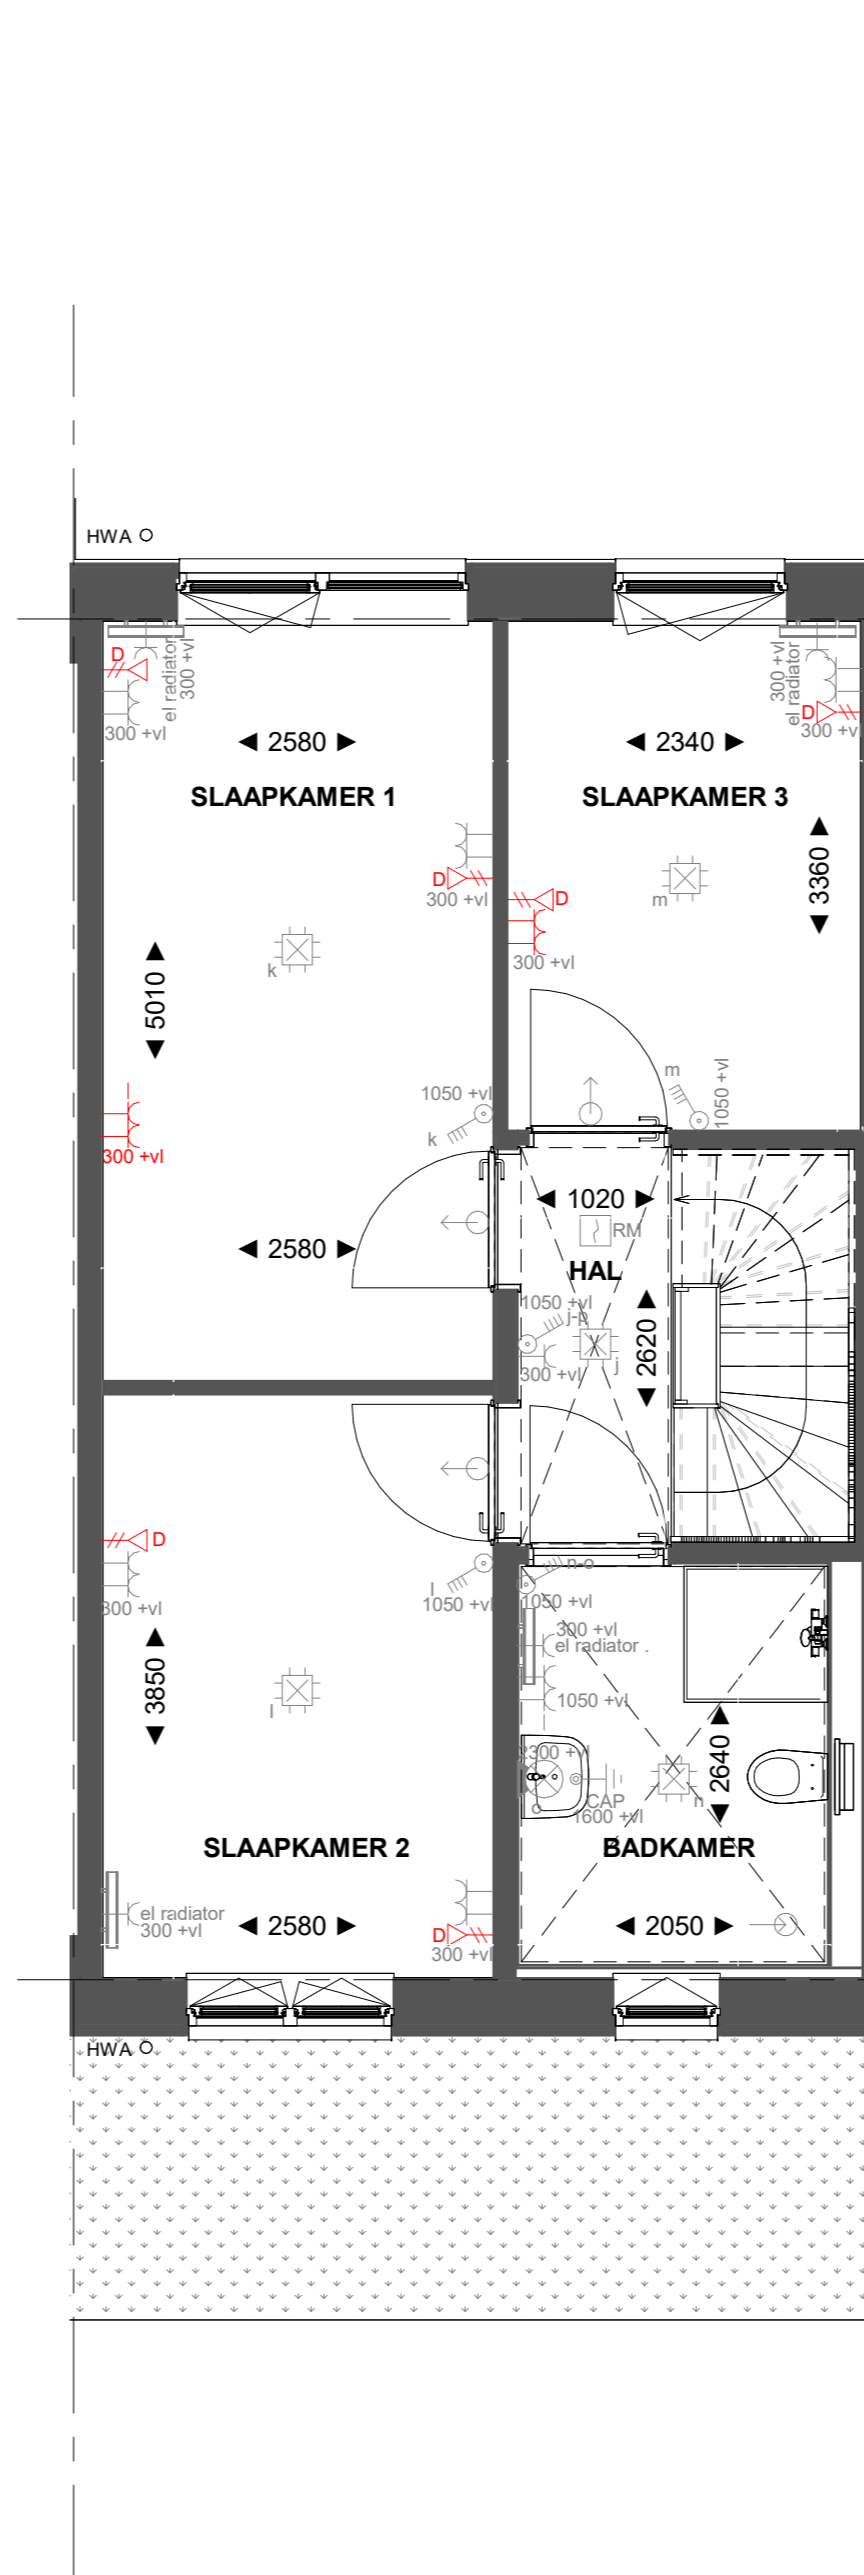 HWA
D
el radiator
300 +vl
300 +vl
300 +vl
el radiator
D
300 +vl
◄ 2580 ►
◄ 2340 ►
SLAAPKAMER 1
SLAAPKAMER 3
◄ 3360 ►
D
300 +vl
D
300 +vl
m
k
◄ 5010 ►
1050 +vl
k
m
1050 +vl
300 +vl
◄ 1020 ►
RM
◄ 2580 ►
HAL
1050 +vl
j-p
300 +vl
j
◄ 2620 ►
D
300 +vl
l
1050 +vl
n-o
1050 +vl
300 +vl
el radiator .
◄ 3850 ►
l
1050 +vl
2300 +vl
◄ 2640 ►
o
CAP
1600 +vl
n
SLAAPKAMER 2
BADKAMER
el radiator
300 +vl
◄ 2580 ►
D
300 +vl
◄ 2050 ►
HWA